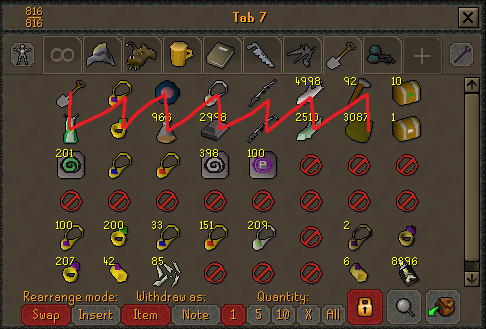 816
816
Tab 7
4998 92 10
966 2998 2510 3087 1
201 398 100
100 200 33 151 209 2
207 42 85 6 8896
Rearrange mode: Withdraw as: Quantity:
Swap Insert Item Note 1 5 10 X All